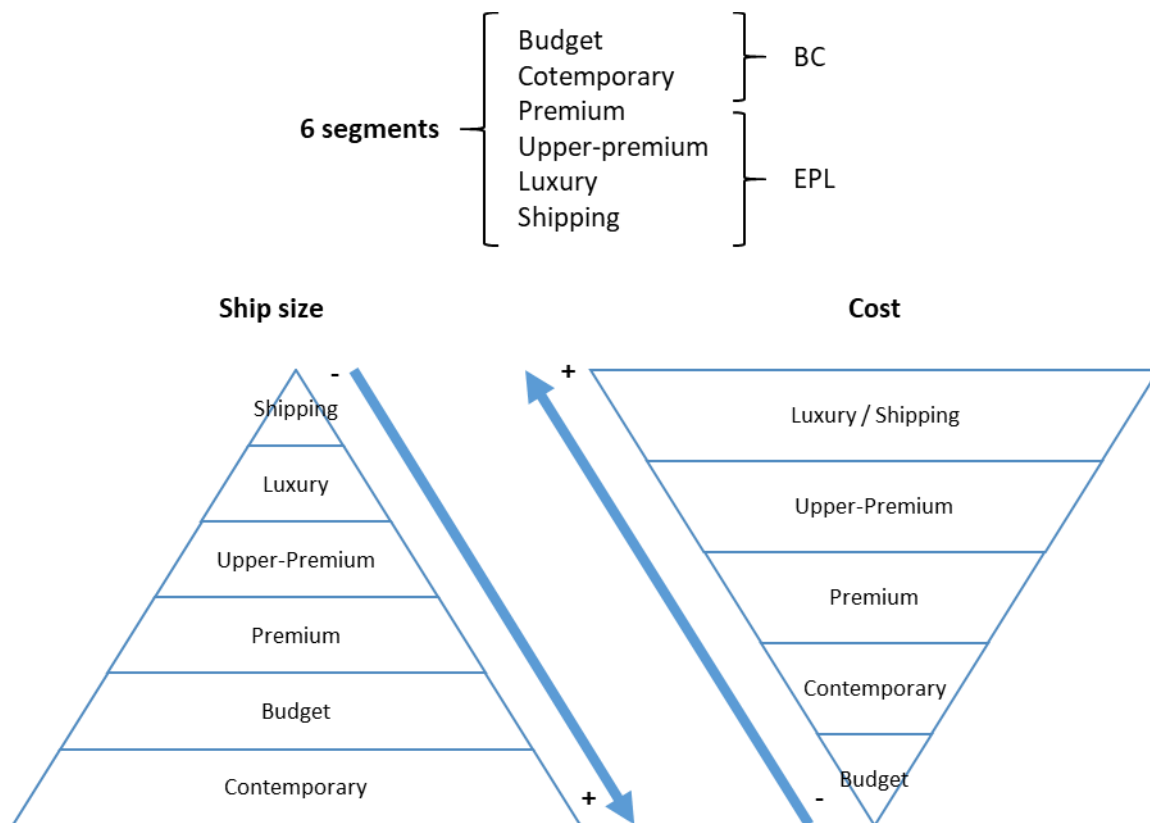 Budget
Cotemporary
Premium
Upper-premium
Luxury
Shipping
6 segments
BC
EPL
Ship size
-
Shipping
Luxury
Upper-Premium
Premium
Budget
Contemporary
+
Cost
+
Luxury / Shipping
Upper-Premium
Premium
Contemporary
Budget
-